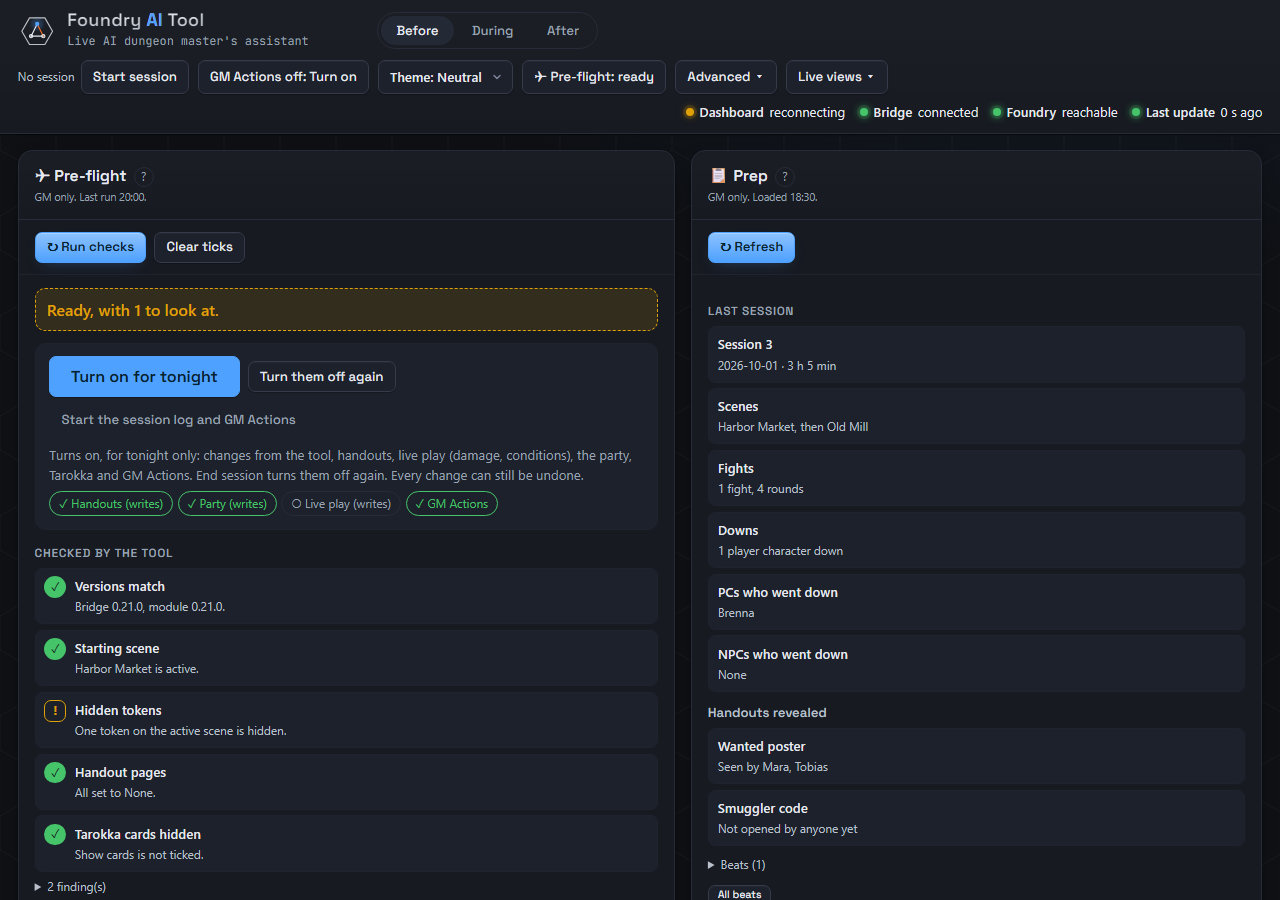 Foundry AI Tool
Live AI dungeon master's assistant
Before During After
No session Start session GM Actions off: Turn on Theme: Neutral ✈ Pre-flight: ready Advanced Live views
Dashboard reconnecting Bridge connected Foundry reachable Last update 0 s ago
✈ Pre-flight ?
GM only. Last run 20:00.
↻ Run checks Clear ticks
Ready, with 1 to look at.
Turn on for tonight Turn them off again
Start the session log and GM Actions
Turns on, for tonight only: changes from the tool, handouts, live play (damage, conditions), the party,
Tarokka and GM Actions. End session turns them off again. Every change can still be undone.
✓ Handouts (writes) ✓ Party (writes) ○ Live play (writes) ✓ GM Actions
CHECKED BY THE TOOL
✓ Versions match
Bridge 0.21.0, module 0.21.0.
✓ Starting scene
Harbor Market is active.
! Hidden tokens
One token on the active scene is hidden.
✓ Handout pages
All set to None.
✓ Tarokka cards hidden
Show cards is not ticked.
▶ 2 finding(s)
📋 Prep ?
GM only. Loaded 18:30.
↻ Refresh
LAST SESSION
Session 3
2026-10-01 · 3 h 5 min
Scenes
Harbor Market, then Old Mill
Fights
1 fight, 4 rounds
Downs
1 player character down
PCs who went down
Brenna
NPCs who went down
None
Handouts revealed
Wanted poster
Seen by Mara, Tobias
Smuggler code
Not opened by anyone yet
▶ Beats (1)
All beats